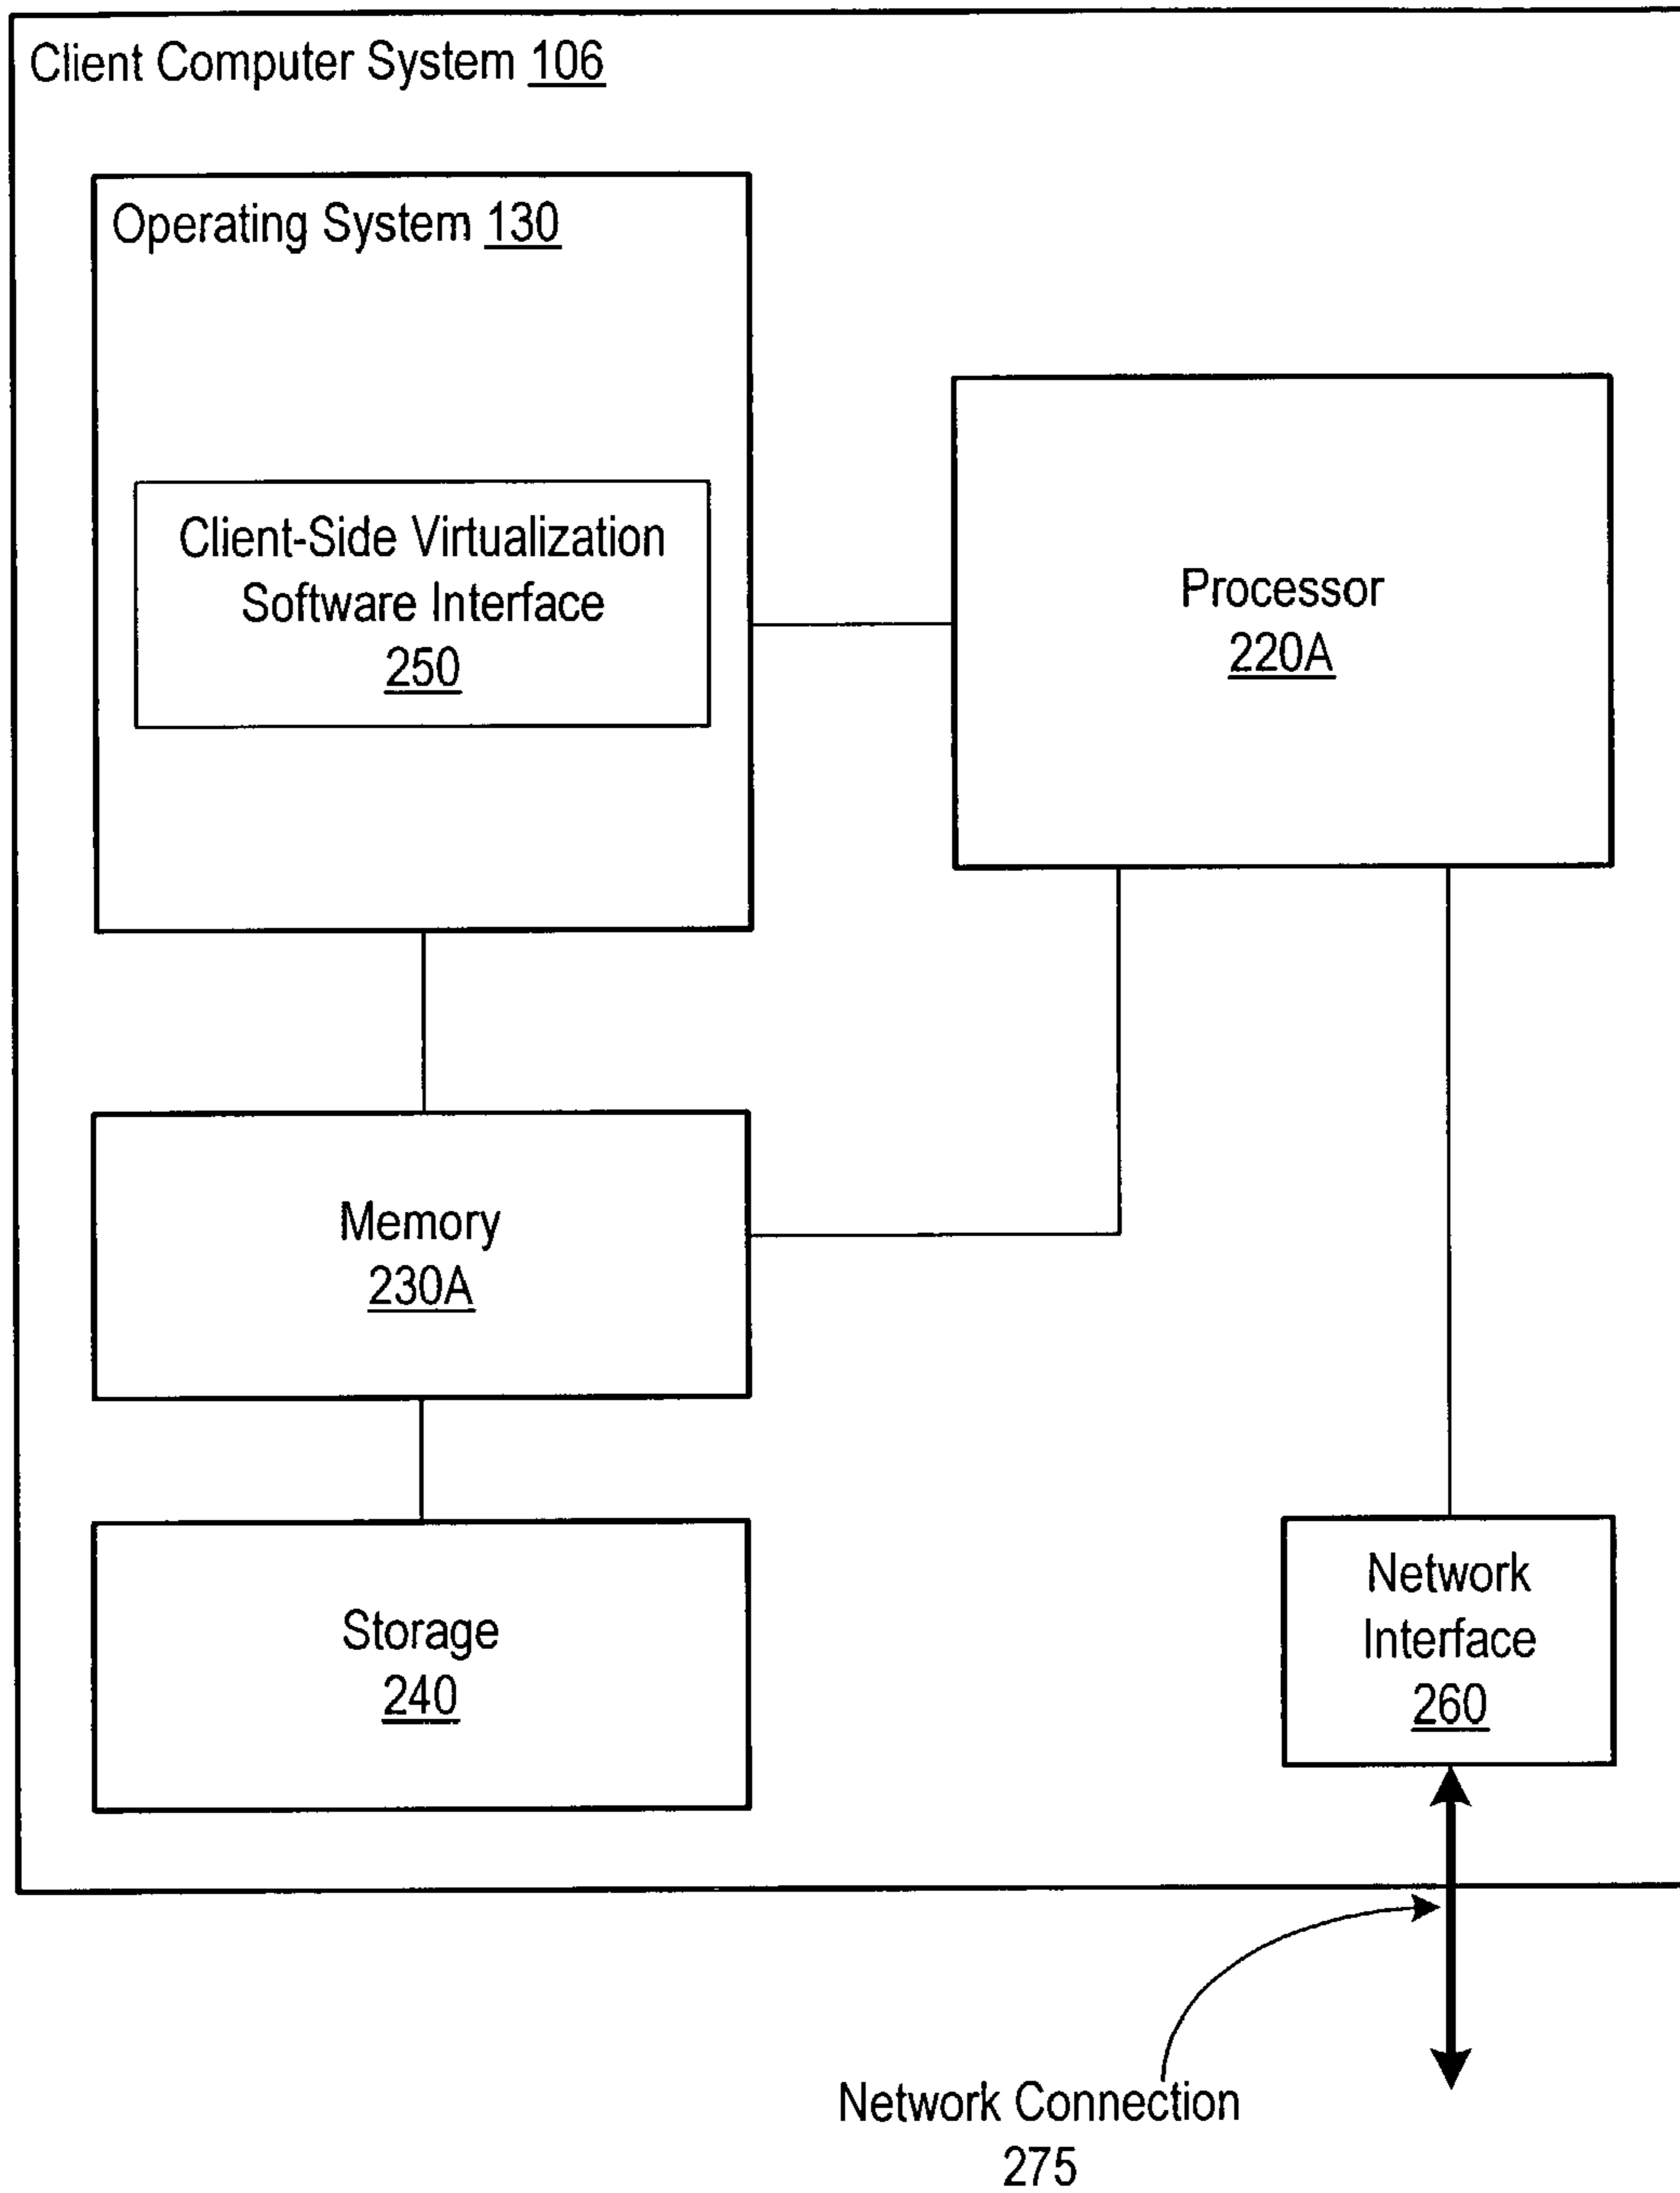 Client Computer System 106
Operating System 130
Client-Side Virtualization
Software Interface
250
Processor
220A
Memory
230A
Storage
240
Network
Interface
260
Network Connection
275